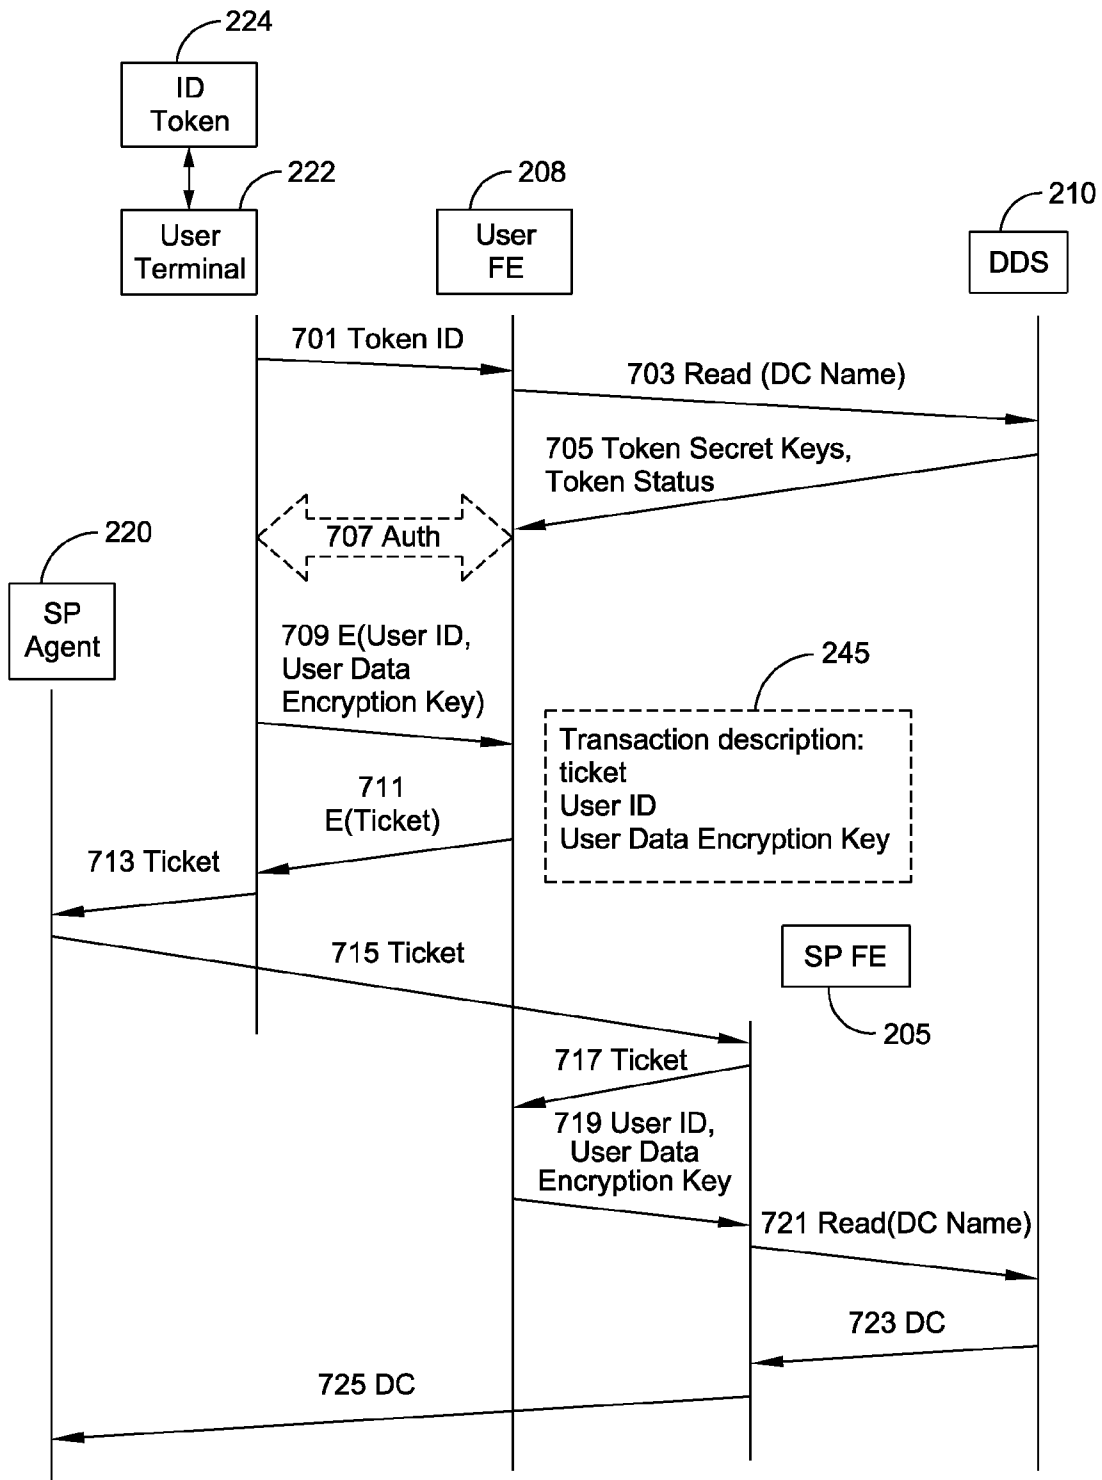 224
ID
Token
222
208
210
User
Terminal
User
FE
DDS
701 Token ID
703 Read (DC Name)
705 Token Secret Keys,
Token Status
707 Auth
220
SP
Agent
709 E(User ID,
User Data
Encryption Key)
245
Transaction description:
ticket
User ID
User Data Encryption Key
711
E(Ticket)
713 Ticket
715 Ticket
SP FE
205
717 Ticket
719 User ID,
User Data
Encryption Key
721 Read(DC Name)
723 DC
725 DC